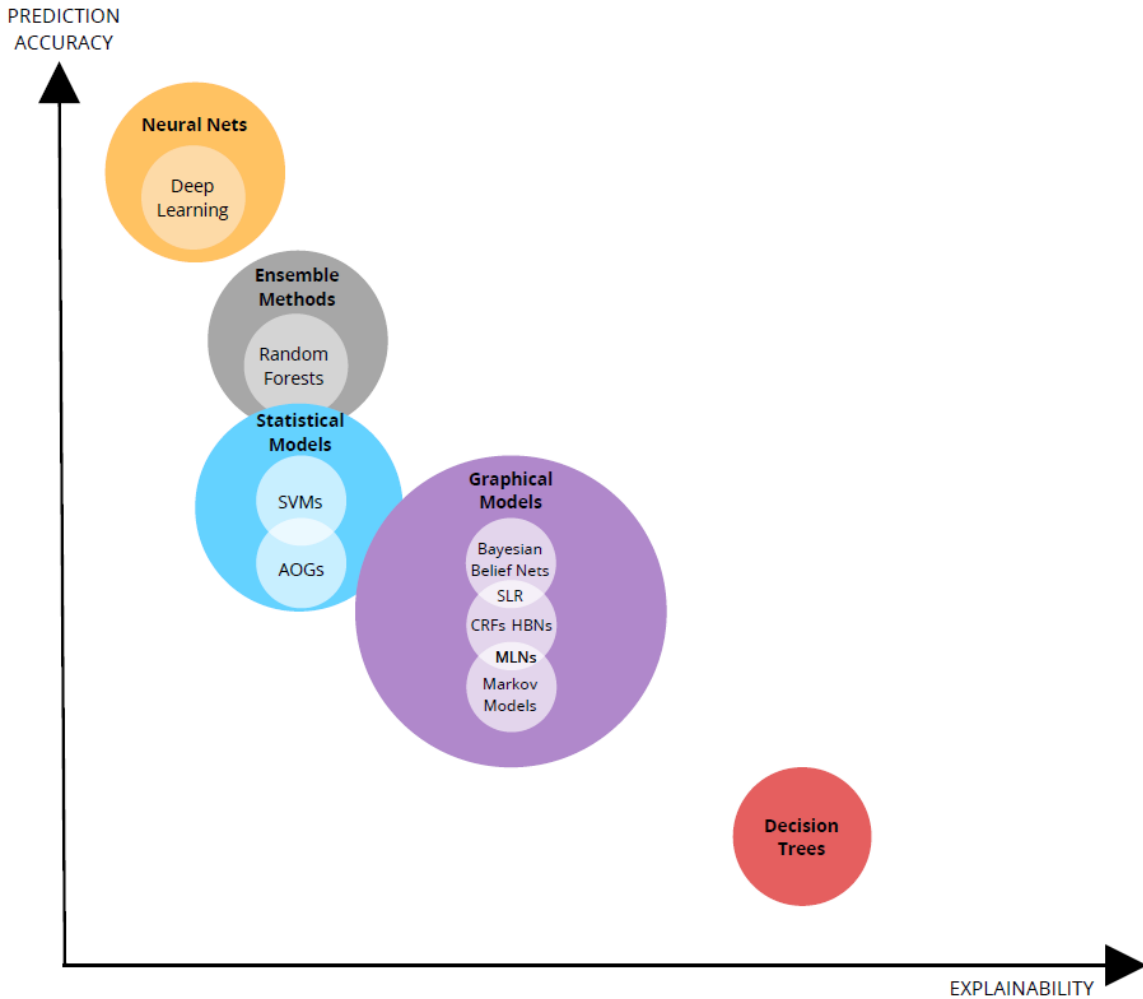 PREDICTION
ACCURACY
Neural Nets
Deep
Learning
Ensemble
Methods
Random
Forests
Statistical
Models
SVMs
AOGs
Graphical
Models
Bayesian
Belief Nets
SLR
CRFs HBNs
MLNs
Markov
Models
Decision
Trees
EXPLAINABILITY